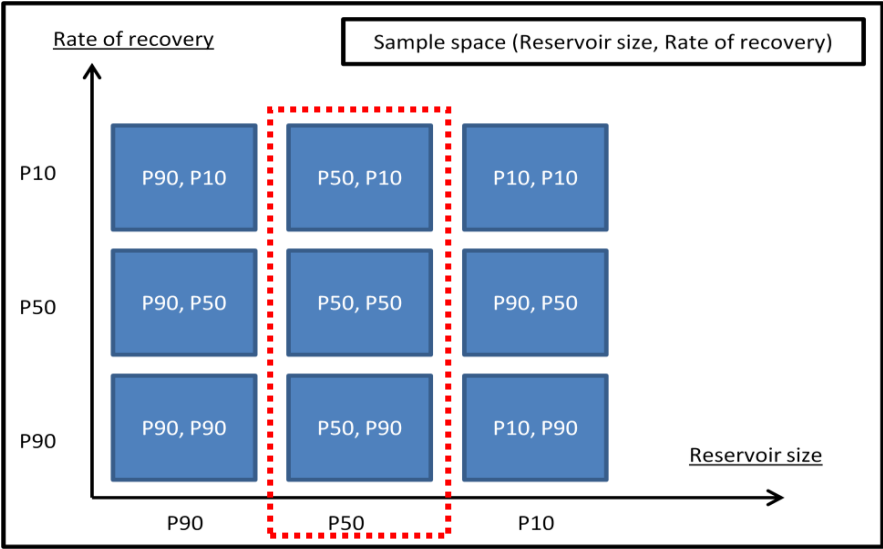 Rate of recovery
Sample space (Reservoir size, Rate of recovery)
P10
P90, P10
P50, P10
P10, P10
P50
P90, P50
P50, P50
P90, P50
P90
P90, P90
P50, P90
P10, P90
Reservoir size
P90
P50
P10